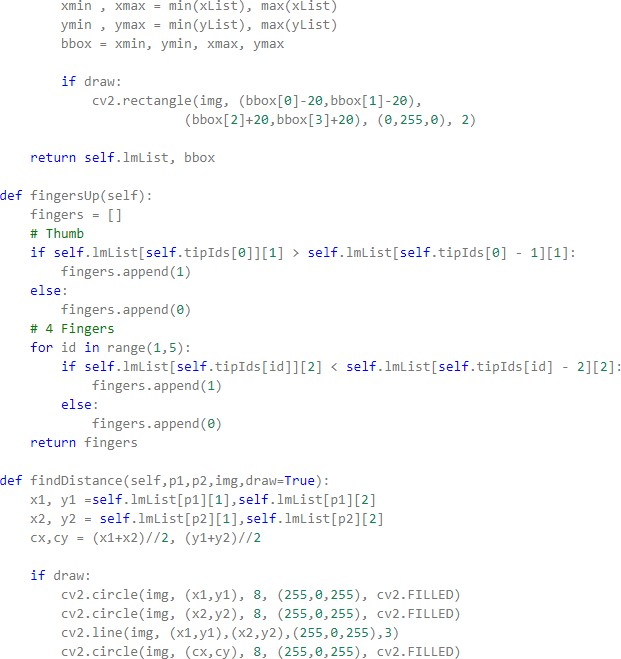 xmin , xmax = min(xList), max(xList)
ymin , ymax = min(yList), max(yList)
bbox = xmin, ymin, xmax, ymax
if draw:
cv2.rectangle(img, (bbox[0]-20,bbox[1]-20),
(bbox[2]+20,bbox[3]+20), (0,255,0), 2)
return self.lmList, bbox
def fingersUp(self):
fingers = []
# Thumb
if self.lmList[self.tipIds[0]][1] > self.lmList[self.tipIds[0] - 1][1]:
fingers.append(1)
else:
fingers.append(0)
# 4 Fingers
for id in range(1,5):
if self.lmList[self.tipIds[id]][2] < self.lmList[self.tipIds[id] - 2][2]:
fingers.append(1)
else:
fingers.append(0)
return fingers
def findDistance(self,p1,p2,img,draw=True):
x1, y1 =self.lmList[p1][1],self.lmList[p1][2]
x2, y2 = self.lmList[p2][1],self.lmList[p2][2]
cx,cy = (x1+x2)//2, (y1+y2)//2
if draw:
cv2.circle(img, (x1,y1), 8, (255,0,255), cv2.FILLED)
cv2.circle(img, (x2,y2), 8, (255,0,255), cv2.FILLED)
cv2.line(img, (x1,y1),(x2,y2),(255,0,255),3)
cv2.circle(img, (cx,cy), 8, (255,0,255), cv2.FILLED)